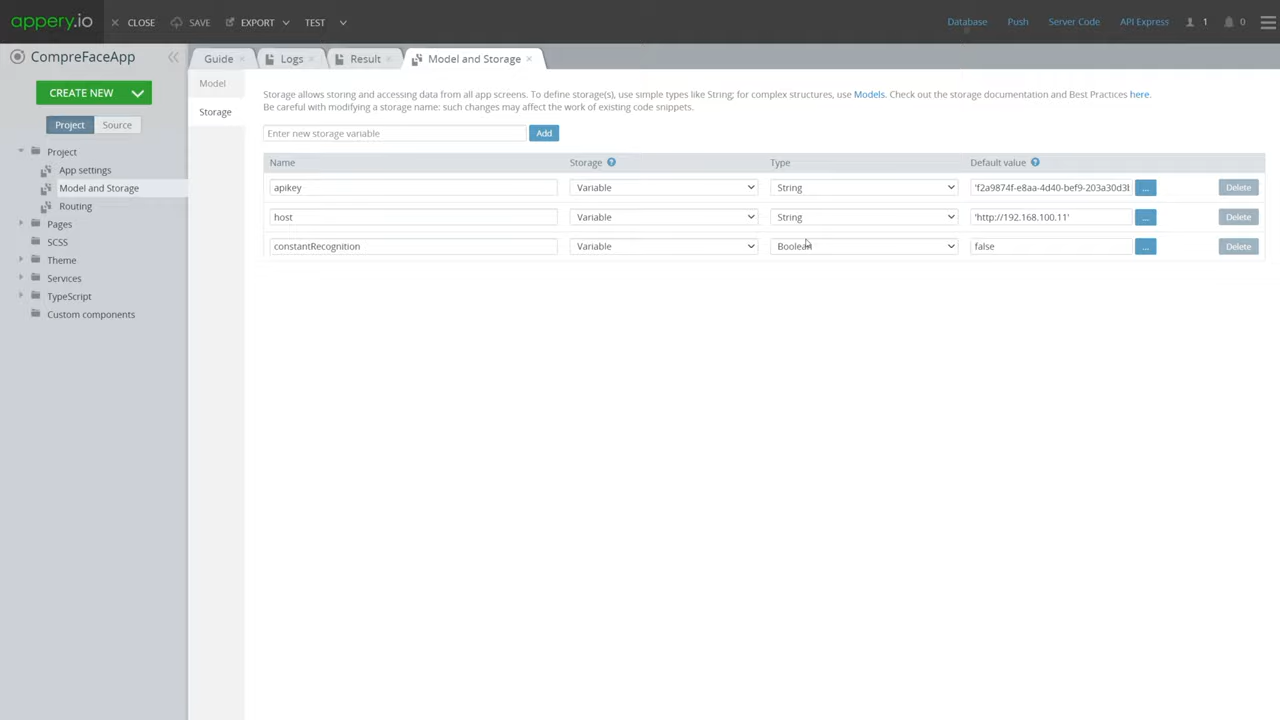 appery.io
CLOSE
SAVE
EXPORT
TEST
Database
Push
Server Code
API Express
1
0
CompreFaceApp
Guide
Logs
Result
Model and Storage
CREATE NEW
Project
Source
Project
App settings
Model and Storage
Routing
Pages
SCSS
Theme
Services
TypeScript
Custom components
Model
Storage
Storage allows storing and accessing data from all app screens. To define storage(s), use simple types like String; for complex structures, use Models. Check out the storage documentation and Best Practices here.
Be careful with modifying a storage name: such changes may affect the work of existing code snippets.
Enter new storage variable
Add
Name
Storage
Type
Default value
apikey
Variable
String
'f2a9874f-e8aa-4d40-bef9-203a30d3
...
Delete
host
Variable
String
'http://192.168.100.11'
...
Delete
constantRecognition
Variable
Boolean
false
...
Delete